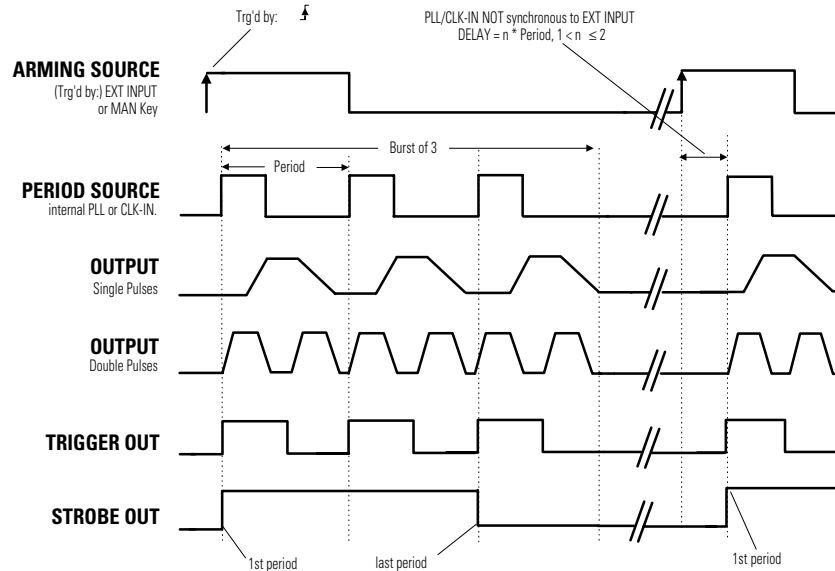 Trg'd by:
PLL/CLK-IN NOT synchronous to EXT INPUT
DELAY = n * Period, 1 < n ≤ 2
ARMING SOURCE
(Trg'd by:) EXT INPUT
or MAN Key
Burst of 3
Period
PERIOD SOURCE
internal PLL or CLK-IN.
OUTPUT
Single Pulses
OUTPUT
Double Pulses
TRIGGER OUT
STROBE OUT
1st period
last period
1st period